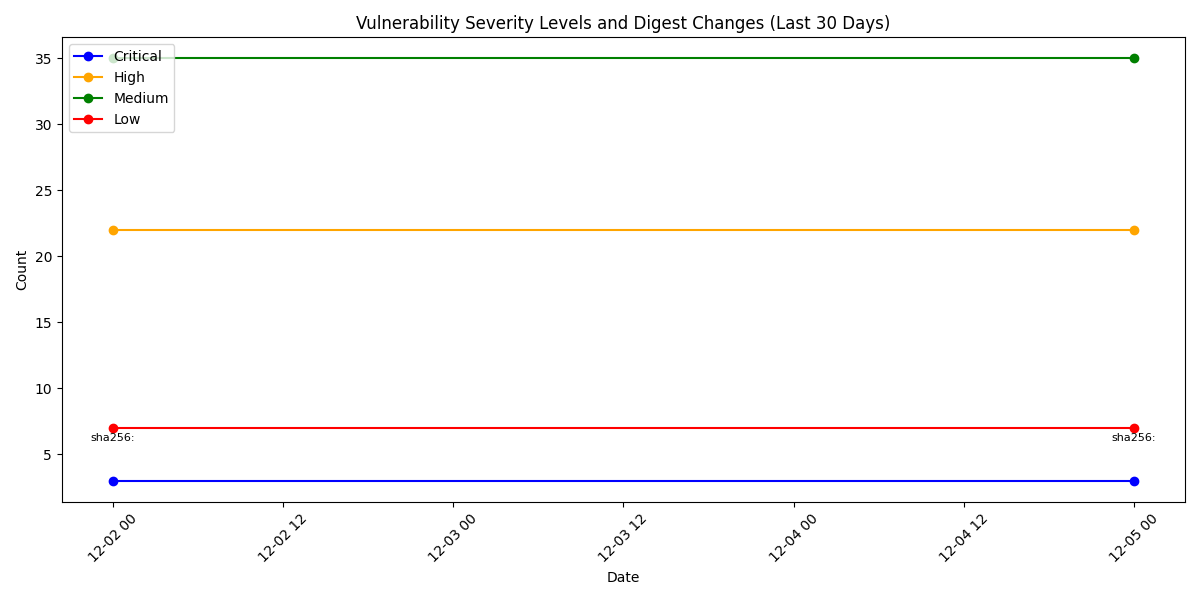 Vulnerability Severity Levels and Digest Changes (Last 30 Days)
Critical
High
Medium
Low
35
30
25
20
15
10
5
Count
sha256:
sha256:
12-02 00
12-02 12
12-03 00
12-03 12
12-04 00
12-04 12
12-05 00
Date